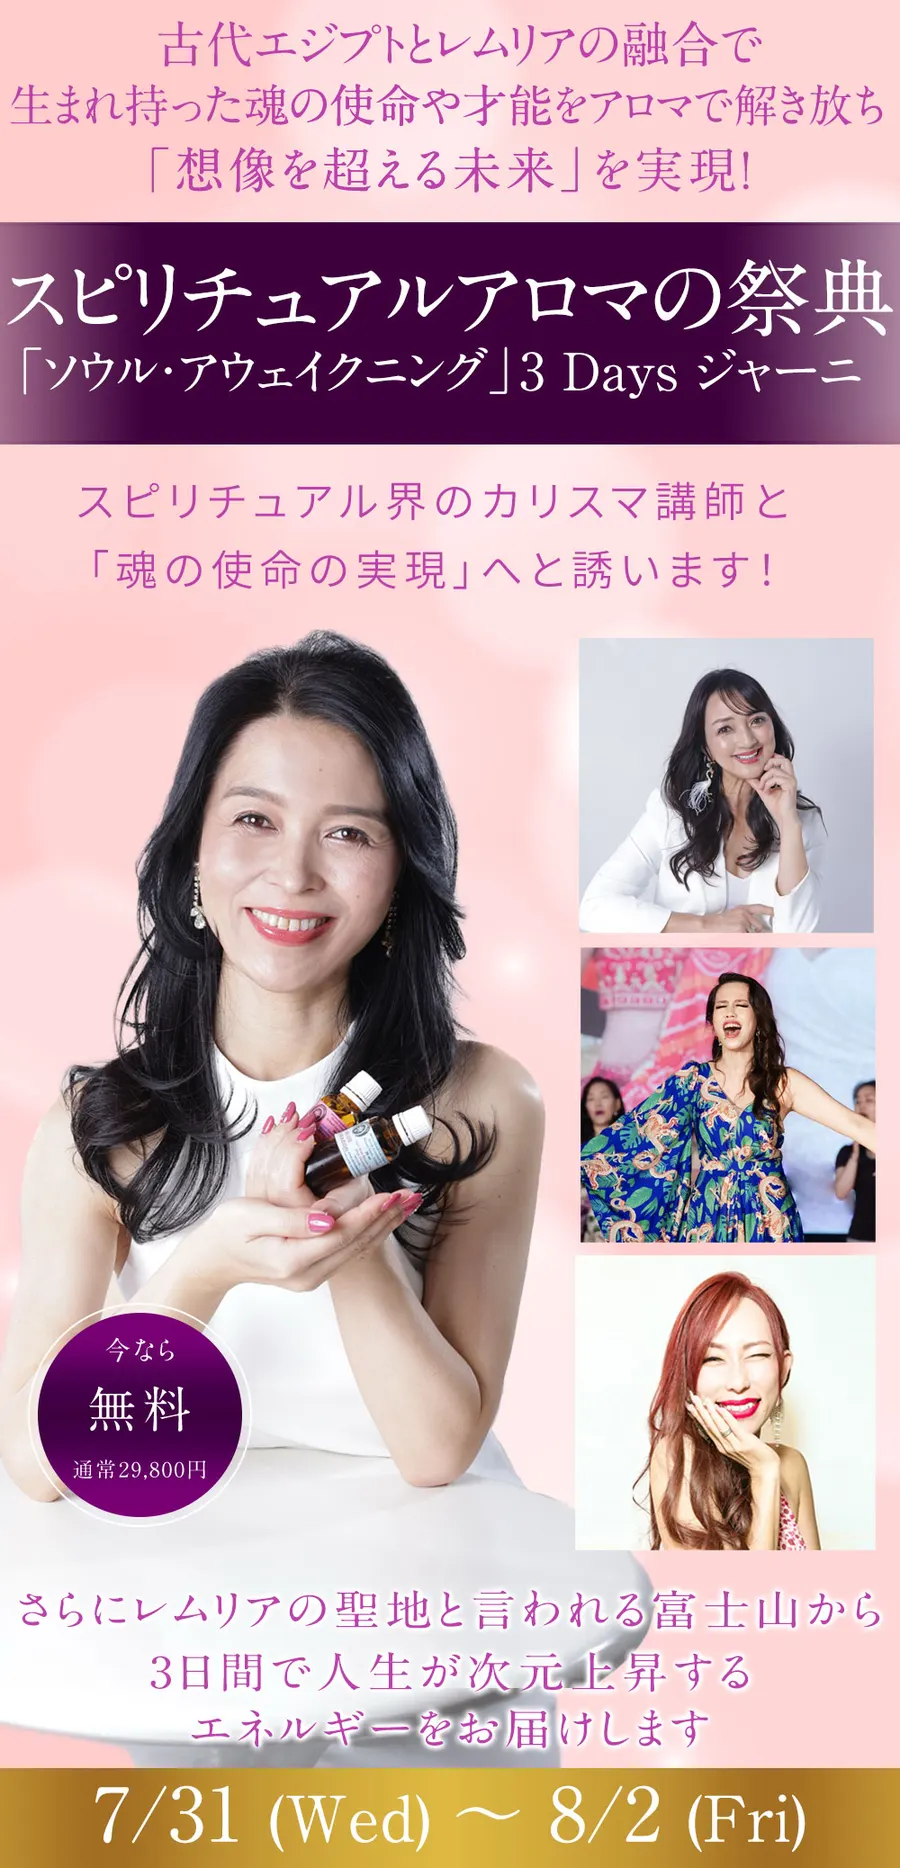 古代エジプトとレムリアの融合で
生まれ持った魂の使命や才能をアロマで解き放ち
「想像を超える未来」を実現!
スピリチュアルアロマの祭典
「ソウル・アウェイクニング」3 Days ジャーニ
スピリチュアル界のカリスマ講師と
「魂の使命の実現」へと誘います!
今なら
無料
通常29,800円
さらにレムリアの聖地と言われる富士山から
3日間で人生が次元上昇する
エネルギーをお届けします
7/31 (Wed) ～ 8/2 (Fri)